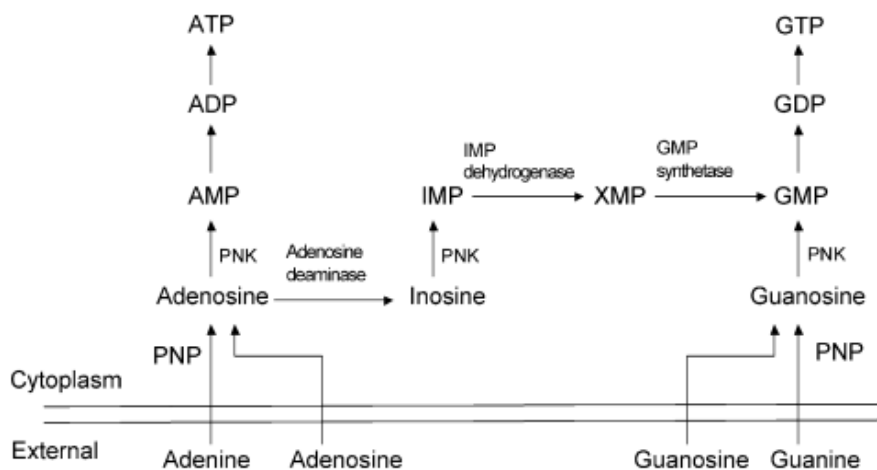 ATP GTP
ADP GDP
IMP GMP
dehydrogenase synthetase
AMP IMP XMP GMP
PNK Adenosine PNK PNK
deaminase
Adenosine Inosine Guanosine
PNP PNP
Cytoplasm
External
Adenine Adenosine Guanosine Guanine